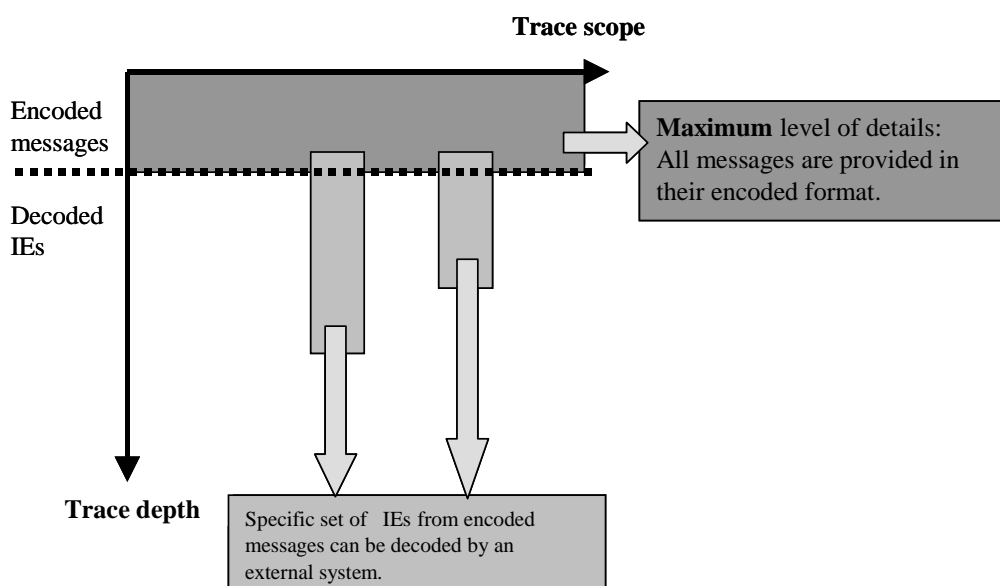 Trace scope
Encoded
messages
Maximum level of details:
All messages are provided in
their encoded format.
Decoded
IEs
Trace depth
Specific set of IEs from encoded
messages can be decoded by an
external system.